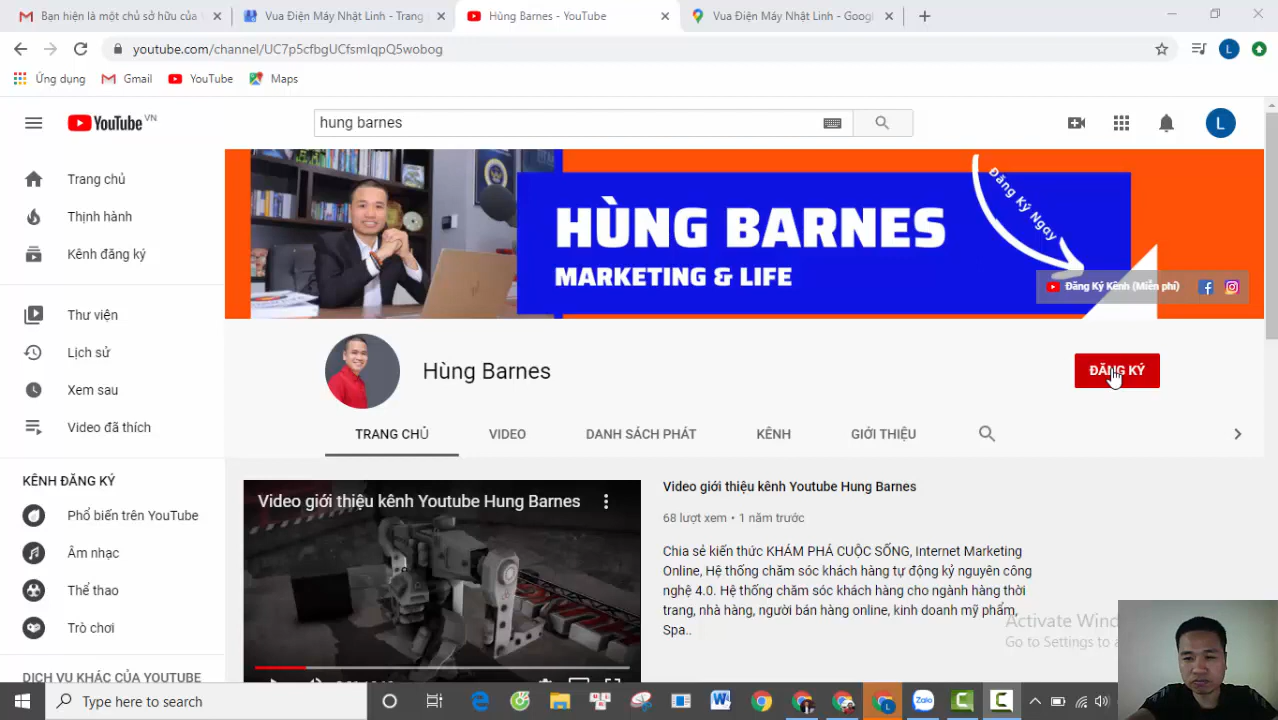 Bạn hiện là một chủ sở hữu của V
Vua Điện Máy Nhật Linh - Trang
Hùng Barnes - YouTube
Vua Điện Máy Nhật Linh - Googl
youtube.com/channel/UC7p5cfbgUCfsmIqpQ5wobog
L
Ứng dụng
Gmail
YouTube
Maps
YouTube VN
hung barnes
L
Trang chủ
Thịnh hành
Kênh đăng ký
Thư viện
Lịch sử
Xem sau
Video đã thích
KÊNH ĐĂNG KÝ
Phổ biến trên YouTube
Âm nhạc
Thể thao
Trò chơi
DỊCH VỤ KHÁC CỦA YOUTUBE
HÙNG BARNES
MARKETING & LIFE
Đăng Ký Ngay
Đăng Ký Kênh (Miễn phí)
Hùng Barnes
ĐĂNG KÝ
TRANG CHỦ
VIDEO
DANH SÁCH PHÁT
KÊNH
GIỚI THIỆU
Video giới thiệu kênh Youtube Hung Barnes
Video giới thiệu kênh Youtube Hung Barnes
68 lượt xem • 1 năm trước
Chia sẻ kiến thức KHÁM PHÁ CUỘC SỐNG, Internet Marketing
Online, Hệ thống chăm sóc khách hàng tự động kỷ nguyên công
nghệ 4.0. Hệ thống chăm sóc khách hàng cho ngành hàng thời
trang, nhà hàng, người bán hàng online, kinh doanh mỹ phẩm,
Spa..
Activate Wind
Go to Settings to a
Type here to search
Zalo